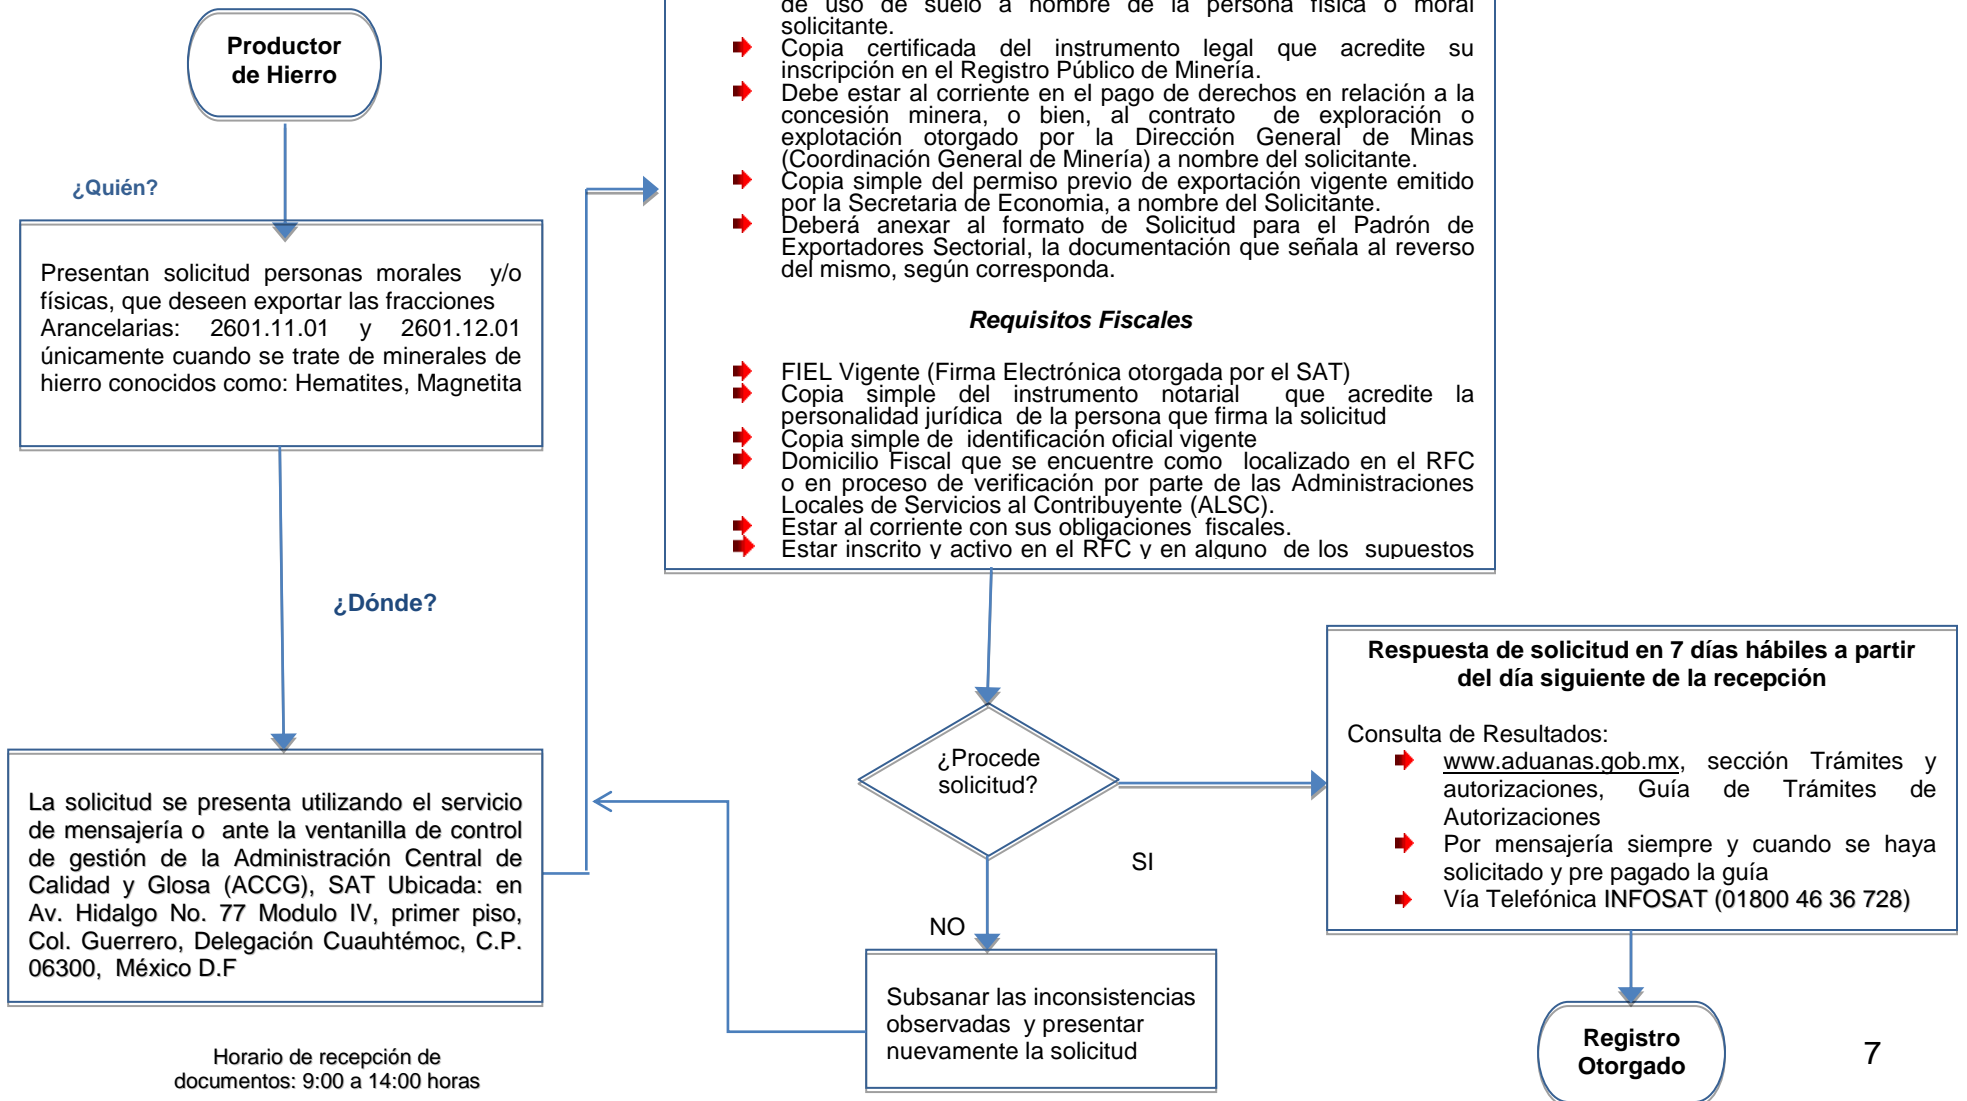 Productor
de Hierro
¿Quién?
Presentan solicitud personas morales y/o
físicas, que deseen exportar las fracciones
Arancelarias: 2601.11.01 y 2601.12.01
únicamente cuando se trate de minerales de
hierro conocidos como: Hematites, Magnetita
¿Dónde?
La solicitud se presenta utilizando el servicio
de mensajería o ante la ventanilla de control
de gestión de la Administración Central de
Calidad y Glosa (ACCG), SAT Ubicada: en
Av. Hidalgo No. 77 Modulo IV, primer piso,
Col. Guerrero, Delegación Cuauhtémoc, C.P.
06300, México D.F
Horario de recepción de
documentos: 9:00 a 14:00 horas
de uso de suelo a nombre de la persona física o moral
solicitante.
Copia certificada del instrumento legal que acredite su
inscripción en el Registro Público de Minería.
Debe estar al corriente en el pago de derechos en relación a la
concesión minera, o bien, al contrato de exploración o
explotación otorgado por la Dirección General de Minas
(Coordinación General de Minería) a nombre del solicitante.
Copia simple del permiso previo de exportación vigente emitido
por la Secretaria de Economia, a nombre del Solicitante.
Deberá anexar al formato de Solicitud para el Padrón de
Exportadores Sectorial, la documentación que señala al reverso
del mismo, según corresponda.
Requisitos Fiscales
FIEL Vigente (Firma Electrónica otorgada por el SAT)
Copia simple del instrumento notarial que acredite la
personalidad jurídica de la persona que firma la solicitud
Copia simple de identificación oficial vigente
Domicilio Fiscal que se encuentre como localizado en el RFC
o en proceso de verificación por parte de las Administraciones
Locales de Servicios al Contribuyente (ALSC).
Estar al corriente con sus obligaciones fiscales.
Estar inscrito y activo en el RFC y en alguno de los supuestos
¿Procede
solicitud?
SI
NO
Subsanar las inconsistencias
observadas y presentar
nuevamente la solicitud
Respuesta de solicitud en 7 días hábiles a partir
del día siguiente de la recepción
Consulta de Resultados:
www.aduanas.gob.mx, sección Trámites y
autorizaciones, Guía de Trámites de
Autorizaciones
Por mensajería siempre y cuando se haya
solicitado y pre pagado la guía
Vía Telefónica INFOSAT (01800 46 36 728)
Registro
Otorgado
7